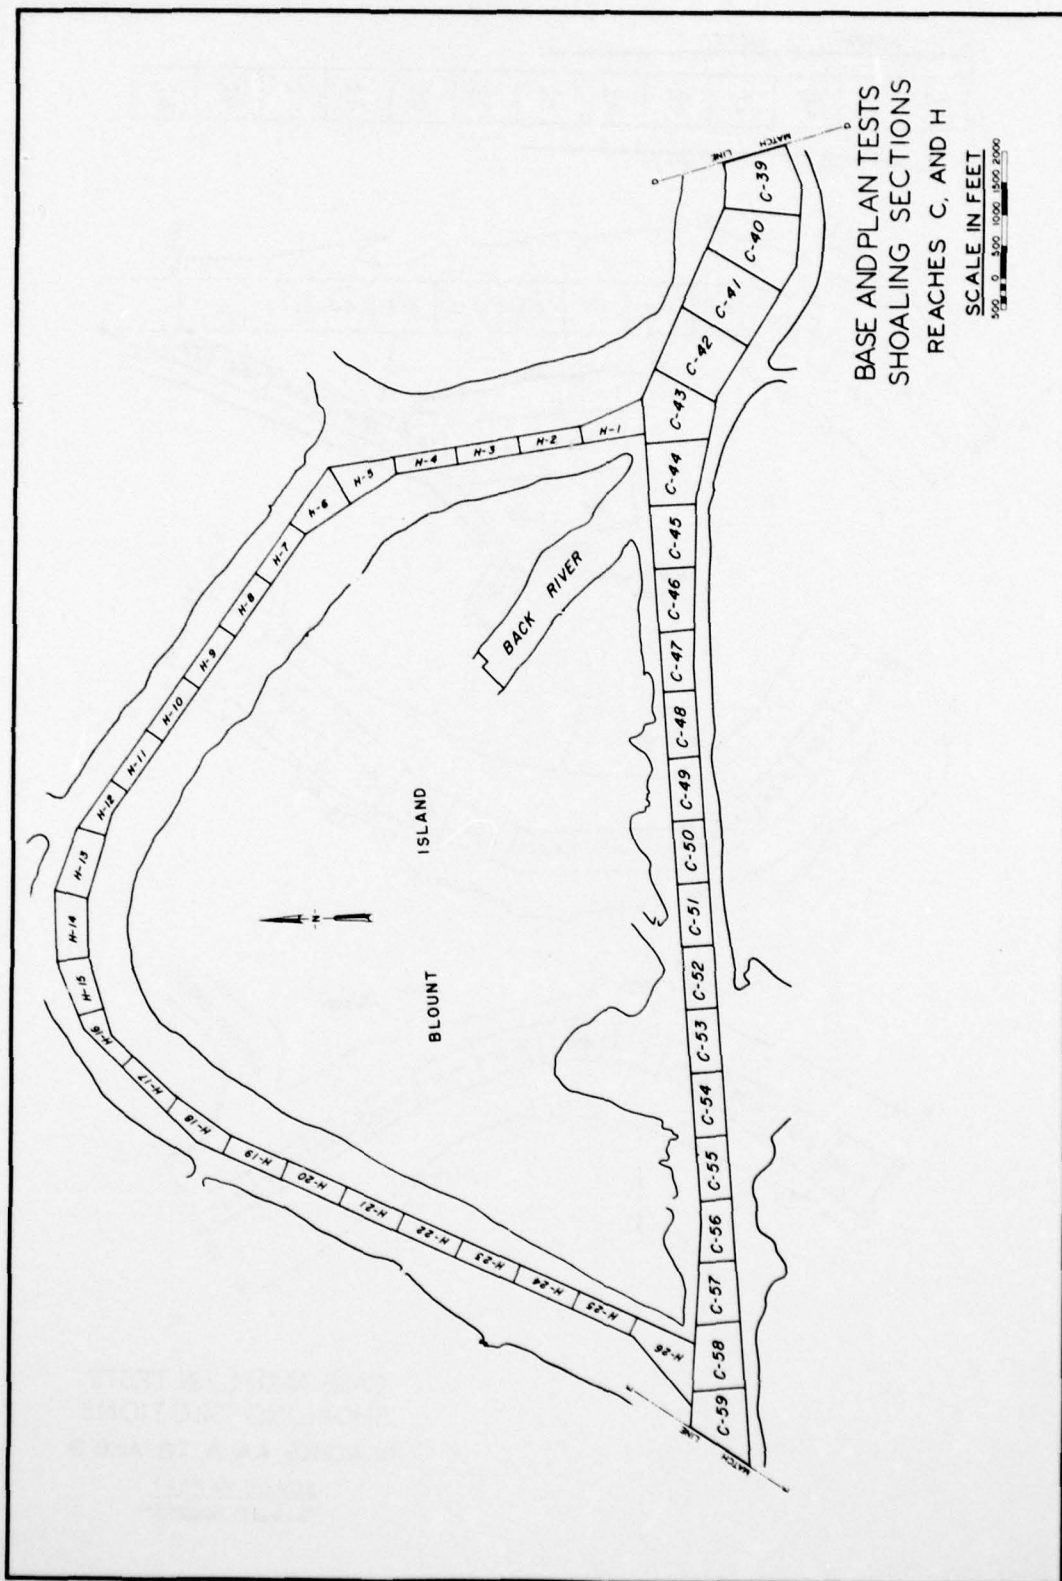 BASE AND PLAN TESTS
SHOALING SECTIONS
REACHES C, AND H
SCALE IN FEET
500 0 500 1000 1500 2000
MATCH LINE
C-39
C-40
C-41
C-42
C-43
C-44
C-45
C-46
C-47
C-48
C-49
C-50
C-51
C-52
C-53
C-54
C-55
C-56
C-57
C-58
C-59
MATCH LINE
H-1
H-2
H-3
H-4
H-5
H-6
H-7
H-8
H-9
H-10
H-11
H-12
H-13
H-14
H-15
H-16
H-17
H-18
H-19
H-20
H-21
H-22
H-23
H-24
H-25
H-26
BACK RIVER
BLOUNT ISLAND
N